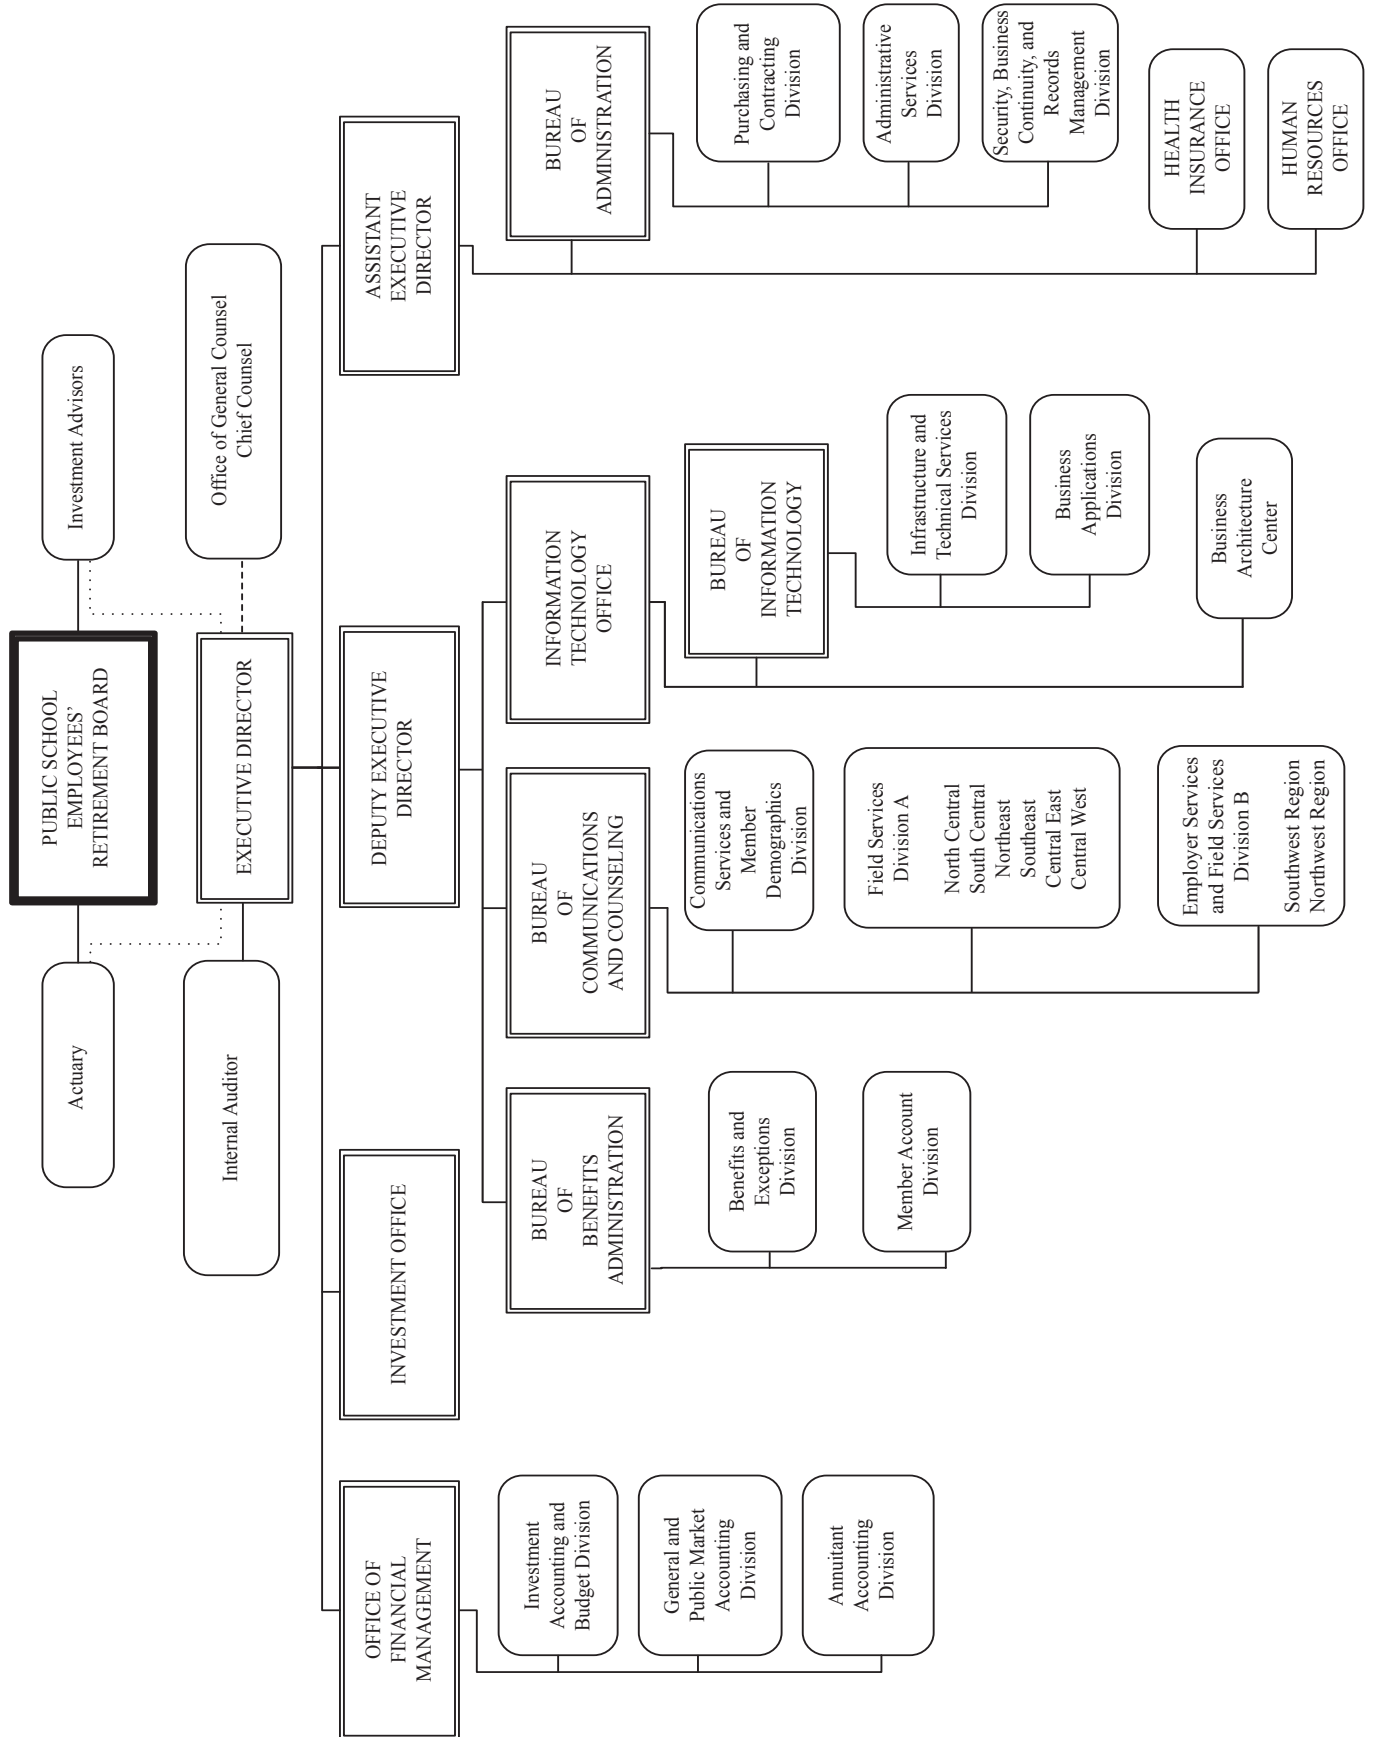 PUBLIC SCHOOL
EMPLOYEES’
RETIREMENT BOARD
Actuary
Investment Advisors
EXECUTIVE DIRECTOR
Internal Auditor
Office of General Counsel
Chief Counsel
OFFICE OF
FINANCIAL
MANAGEMENT
INVESTMENT OFFICE
DEPUTY EXECUTIVE
DIRECTOR
ASSISTANT
EXECUTIVE
DIRECTOR
Investment
Accounting and
Budget Division
General and
Public Market
Accounting
Division
Annuitant
Accounting
Division
BUREAU
OF
BENEFITS
ADMINISTRATION
Benefits and
Exceptions
Division
Member Account
Division
BUREAU
OF
COMMUNICATIONS
AND COUNSELING
Communications
Services and
Member
Demographics
Division
Field Services
Division A
North Central
South Central
Northeast
Southeast
Central East
Central West
Employer Services
and Field Services
Division B
Southwest Region
Northwest Region
INFORMATION
TECHNOLOGY
OFFICE
BUREAU
OF
INFORMATION
TECHNOLOGY
Infrastructure and
Technical Services
Division
Business
Applications
Division
Business
Architecture
Center
BUREAU
OF
ADMINISTRATION
Purchasing and
Contracting
Division
Administrative
Services
Division
Security, Business
Continuity, and
Records
Management
Division
HEALTH
INSURANCE
OFFICE
HUMAN
RESOURCES
OFFICE